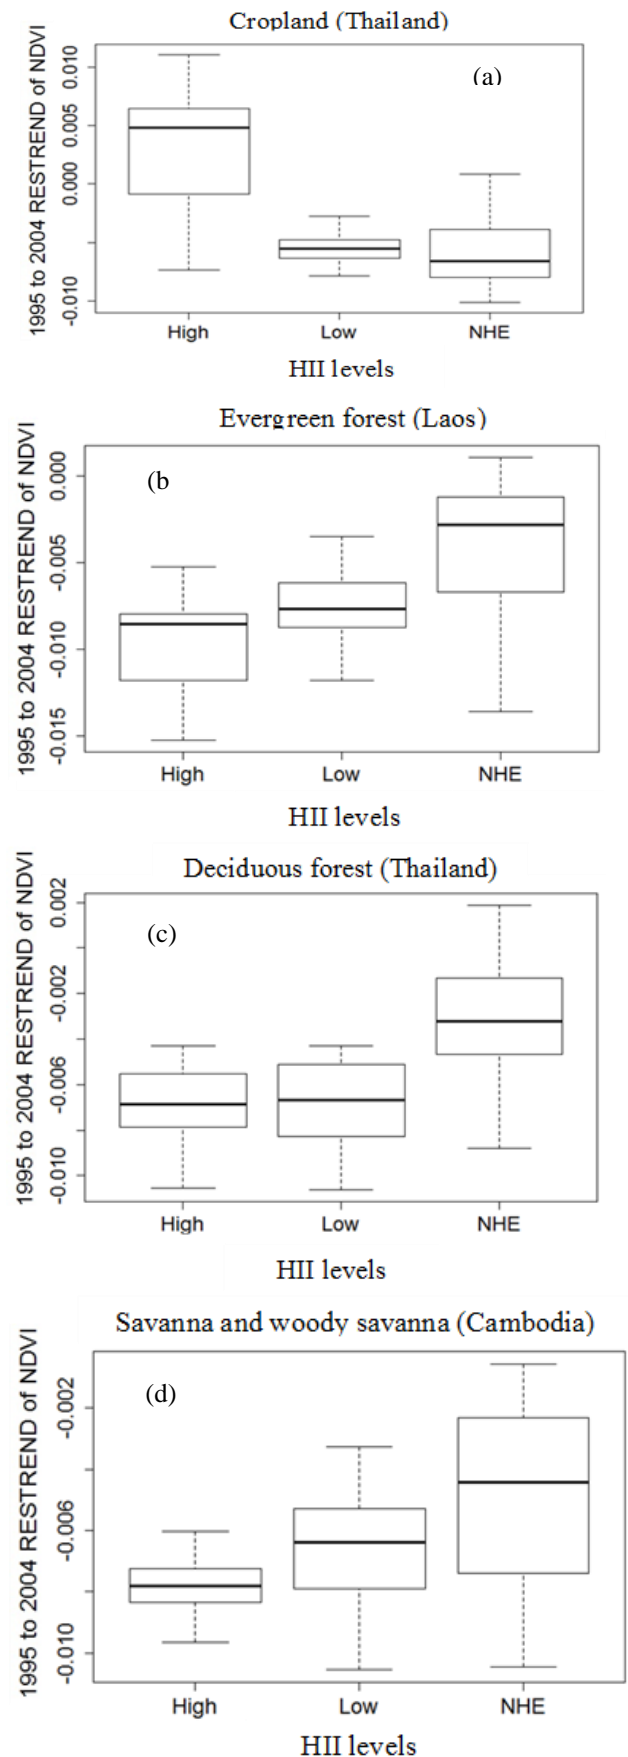 Cropland (Thailand)
1995 to 2004 RESTREND of NDVI
0.010
0.005
0.000
-0.010
(a)
High Low NHE
HII levels
Evergreen forest (Laos)
1995 to 2004 RESTREND of NDVI
0.000
-0.005
-0.010
-0.015
(b
High Low NHE
HII levels
Deciduous forest (Thailand)
1995 to 2004 RESTREND of NDVI
0.002
-0.002
-0.006
-0.010
(c)
High Low NHE
HII levels
Savanna and woody savanna (Cambodia)
1995 to 2004 RESTREND of NDVI
-0.002
-0.006
-0.010
(d)
High Low NHE
HII levels